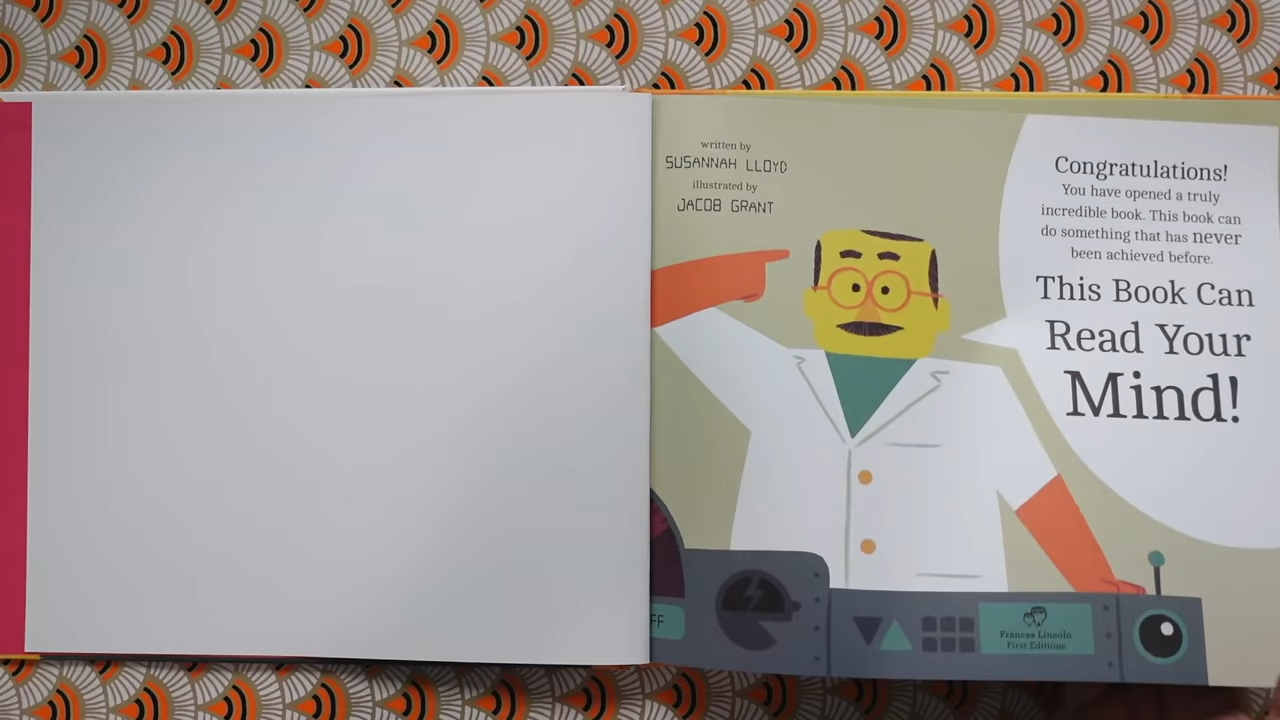 written by
SUSANNAH LLOYD
illustrated by
JACOB GRANT
Congratulations!
You have opened a truly
incredible book. This book can
do something that has never
been achieved before.
This Book Can
Read Your
Mind!
FF
Frances Lincoln
First Editions